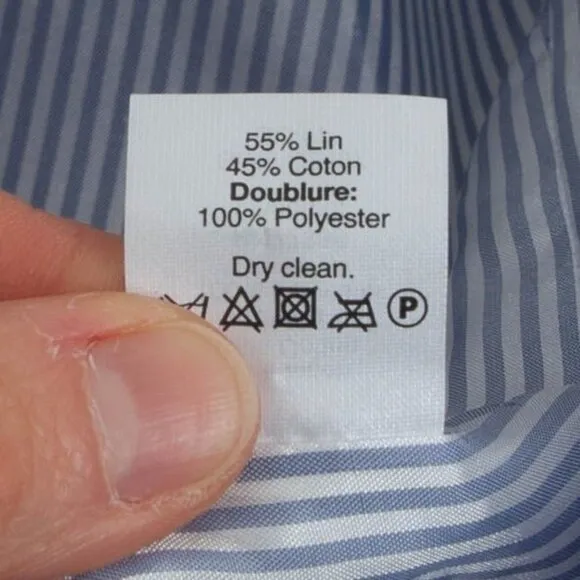 55% Lin
45% Coton
Doublure:
100% Polyester
Dry clean.
P